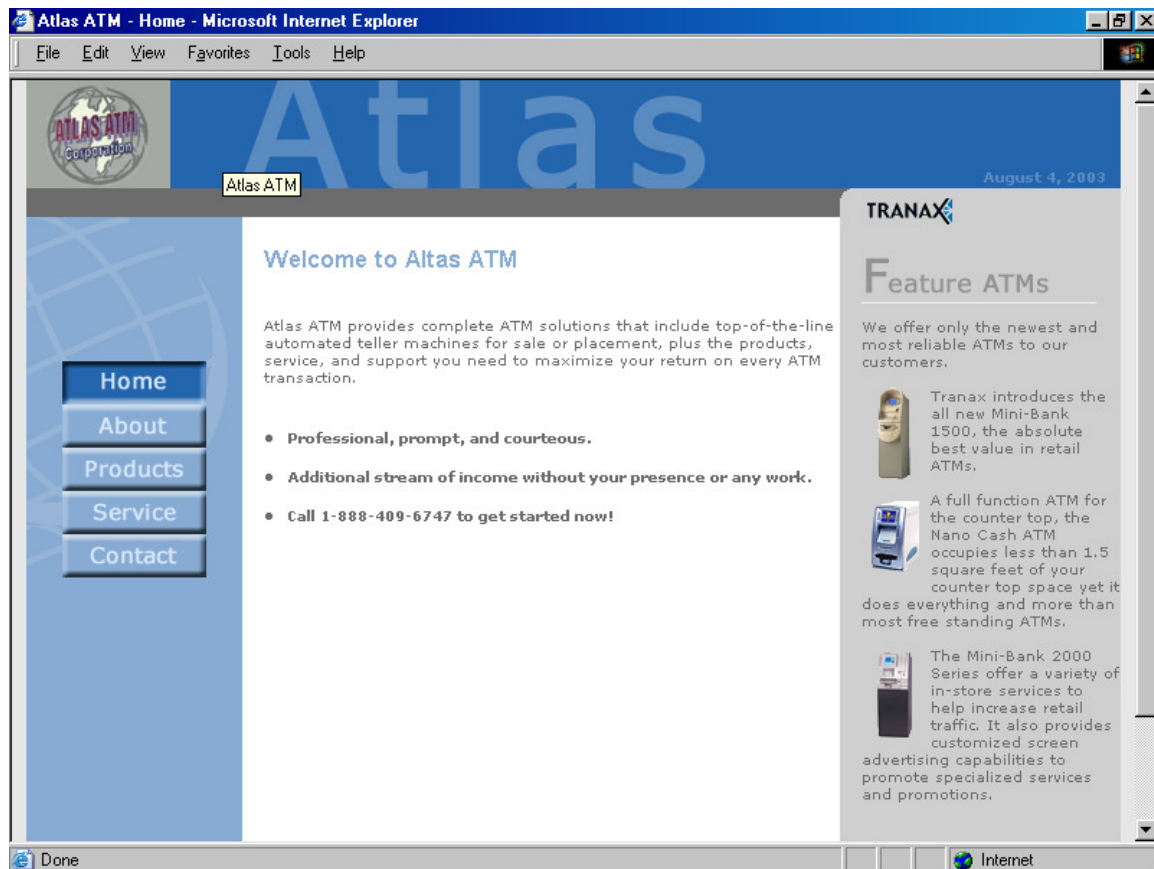 Atlas ATM - Home - Microsoft Internet Explorer
File Edit View Favorites Tools Help
ATLAS ATM
Corporation
Atlas
Atlas ATM
August 4, 2003
TRANAX
Home
About
Products
Service
Contact
Welcome to Altas ATM
Atlas ATM provides complete ATM solutions that include top-of-the-line
automated teller machines for sale or placement, plus the products,
service, and support you need to maximize your return on every ATM
transaction.
• Professional, prompt, and courteous.
• Additional stream of income without your presence or any work.
• Call 1-888-409-6747 to get started now!
Feature ATMs
We offer only the newest and
most reliable ATMs to our
customers.
Tranax introduces the
all new Mini-Bank
1500, the absolute
best value in retail
ATMs.
A full function ATM for
the counter top, the
Nano Cash ATM
occupies less than 1.5
square feet of your
counter top space yet it
does everything and more than
most free standing ATMs.
The Mini-Bank 2000
Series offer a variety of
in-store services to
help increase retail
traffic. It also provides
customized screen
advertising capabilities to
promote specialized services
and promotions.
Done
Internet